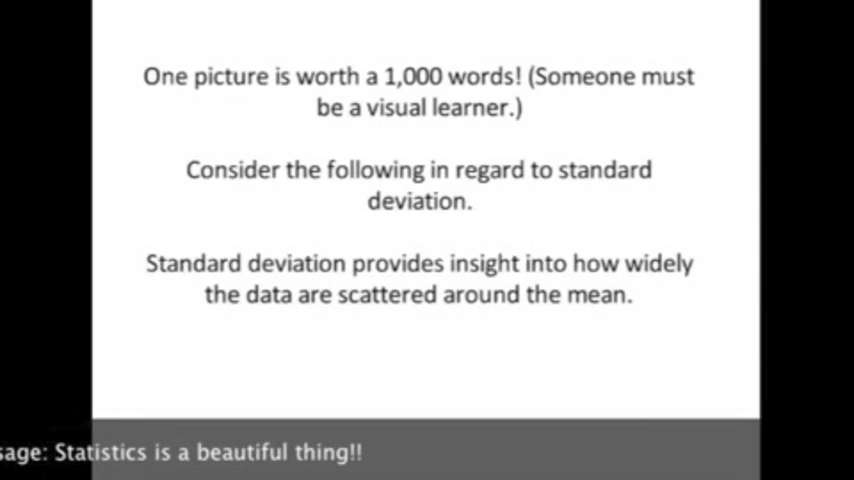 One picture is worth a 1,000 words! (Someone must
be a visual learner.)
Consider the following in regard to standard
deviation.
Standard deviation provides insight into how widely
the data are scattered around the mean.
sage: Statistics is a beautiful thing!!